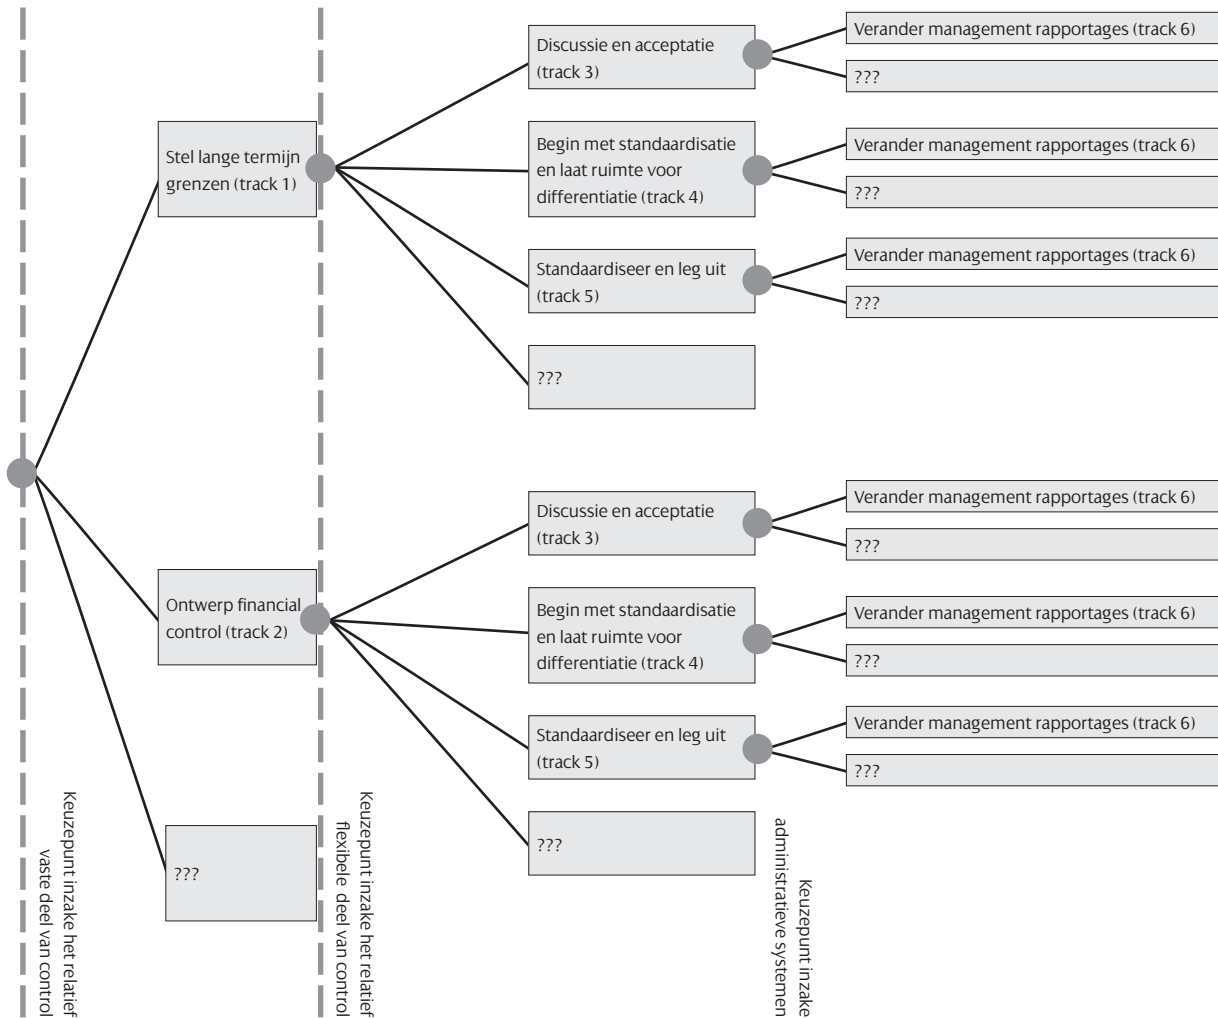 Stel lange termijn
grenzen (track 1)
Discussie en acceptatie
(track 3)
Verander management rapportages (track 6)
???
Begin met standaardisatie
en laat ruimte voor
differentiatie (track 4)
Verander management rapportages (track 6)
???
Standaardiseer en leg uit
(track 5)
Verander management rapportages (track 6)
???
???
Ontwerp financial
control (track 2)
Discussie en acceptatie
(track 3)
Verander management rapportages (track 6)
???
Begin met standaardisatie
en laat ruimte voor
differentiatie (track 4)
Verander management rapportages (track 6)
???
Standaardiseer en leg uit
(track 5)
Verander management rapportages (track 6)
???
???
???
Keuzepunt inzake het relatief
vaste deel van control
Keuzepunt inzake het relatief
flexibele deel van control
Keuzepunt inzake
administratieve systemen